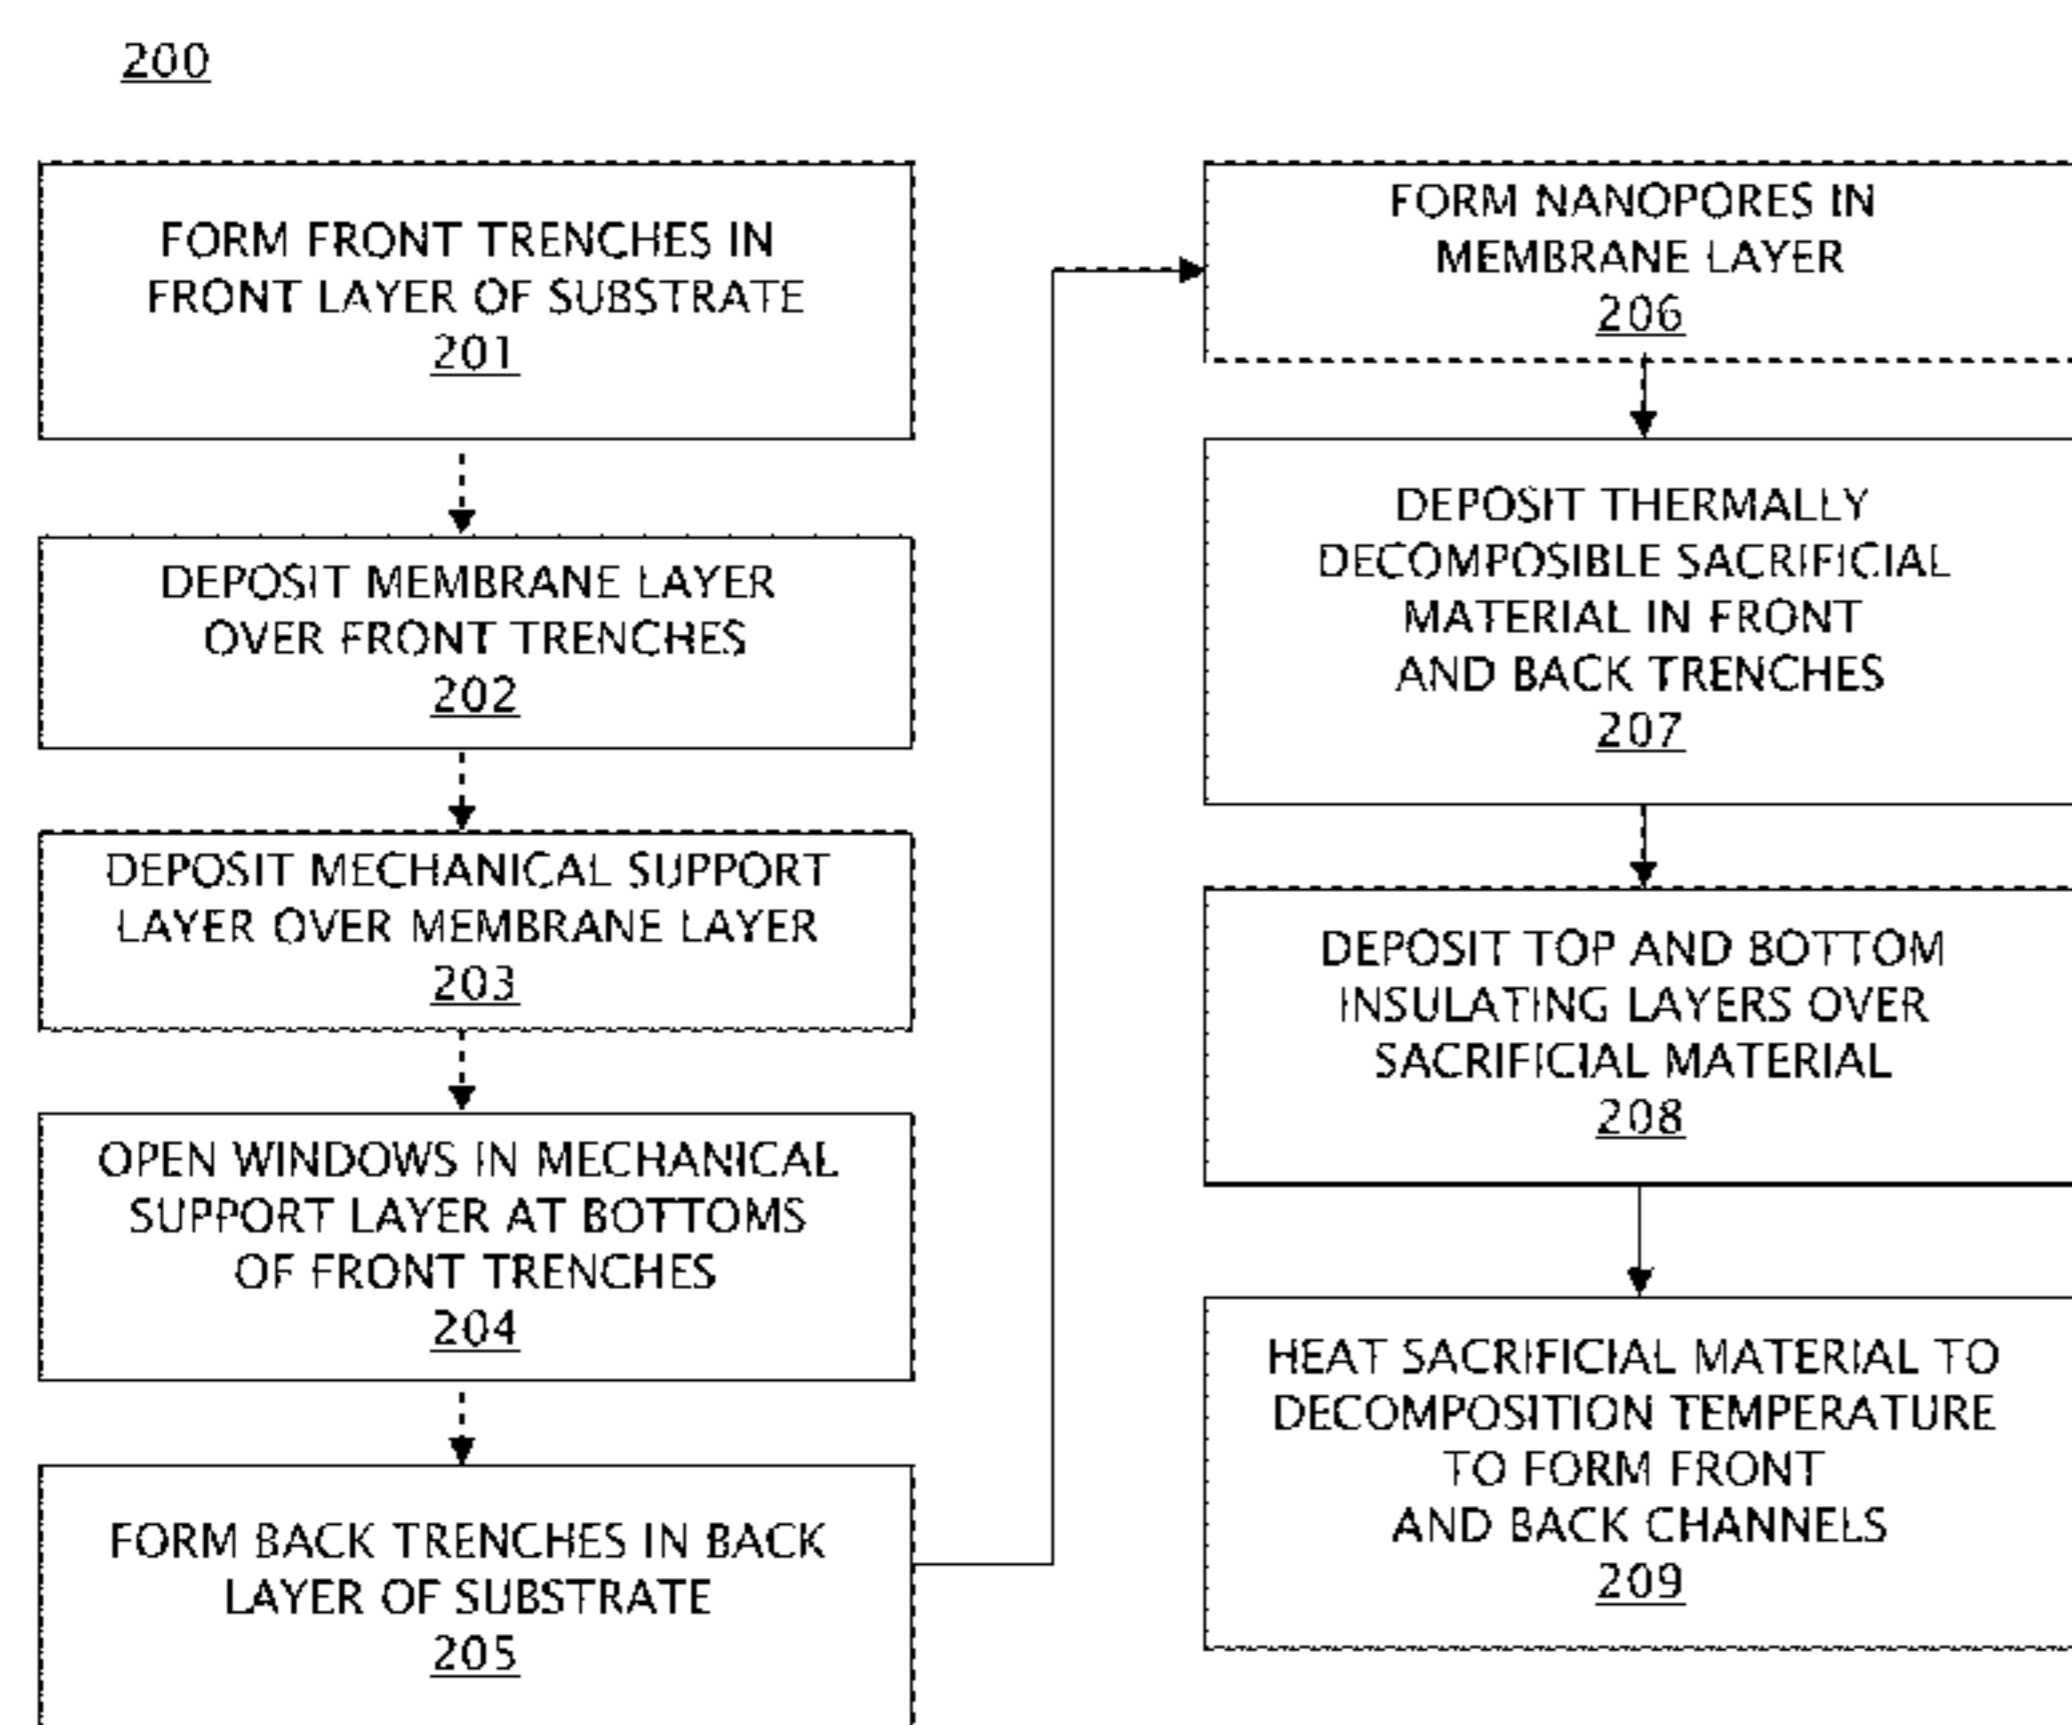 200
FORM FRONT TRENCHES IN
FRONT LAYER OF SUBSTRATE
201
DEPOSIT MEMBRANE LAYER
OVER FRONT TRENCHES
202
DEPOSIT MECHANICAL SUPPORT
LAYER OVER MEMBRANE LAYER
203
OPEN WINDOWS IN MECHANICAL
SUPPORT LAYER AT BOTTOMS
OF FRONT TRENCHES
204
FORM BACK TRENCHES IN BACK
LAYER OF SUBSTRATE
205
FORM NANOPORES IN
MEMBRANE LAYER
206
DEPOSIT THERMALLY
DECOMPOSIBLE SACRIFICIAL
MATERIAL IN FRONT
AND BACK TRENCHES
207
DEPOSIT TOP AND BOTTOM
INSULATING LAYERS OVER
SACRIFICIAL MATERIAL
208
HEAT SACRIFICIAL MATERIAL TO
DECOMPOSITION TEMPERATURE
TO FORM FRONT
AND BACK CHANNELS
209